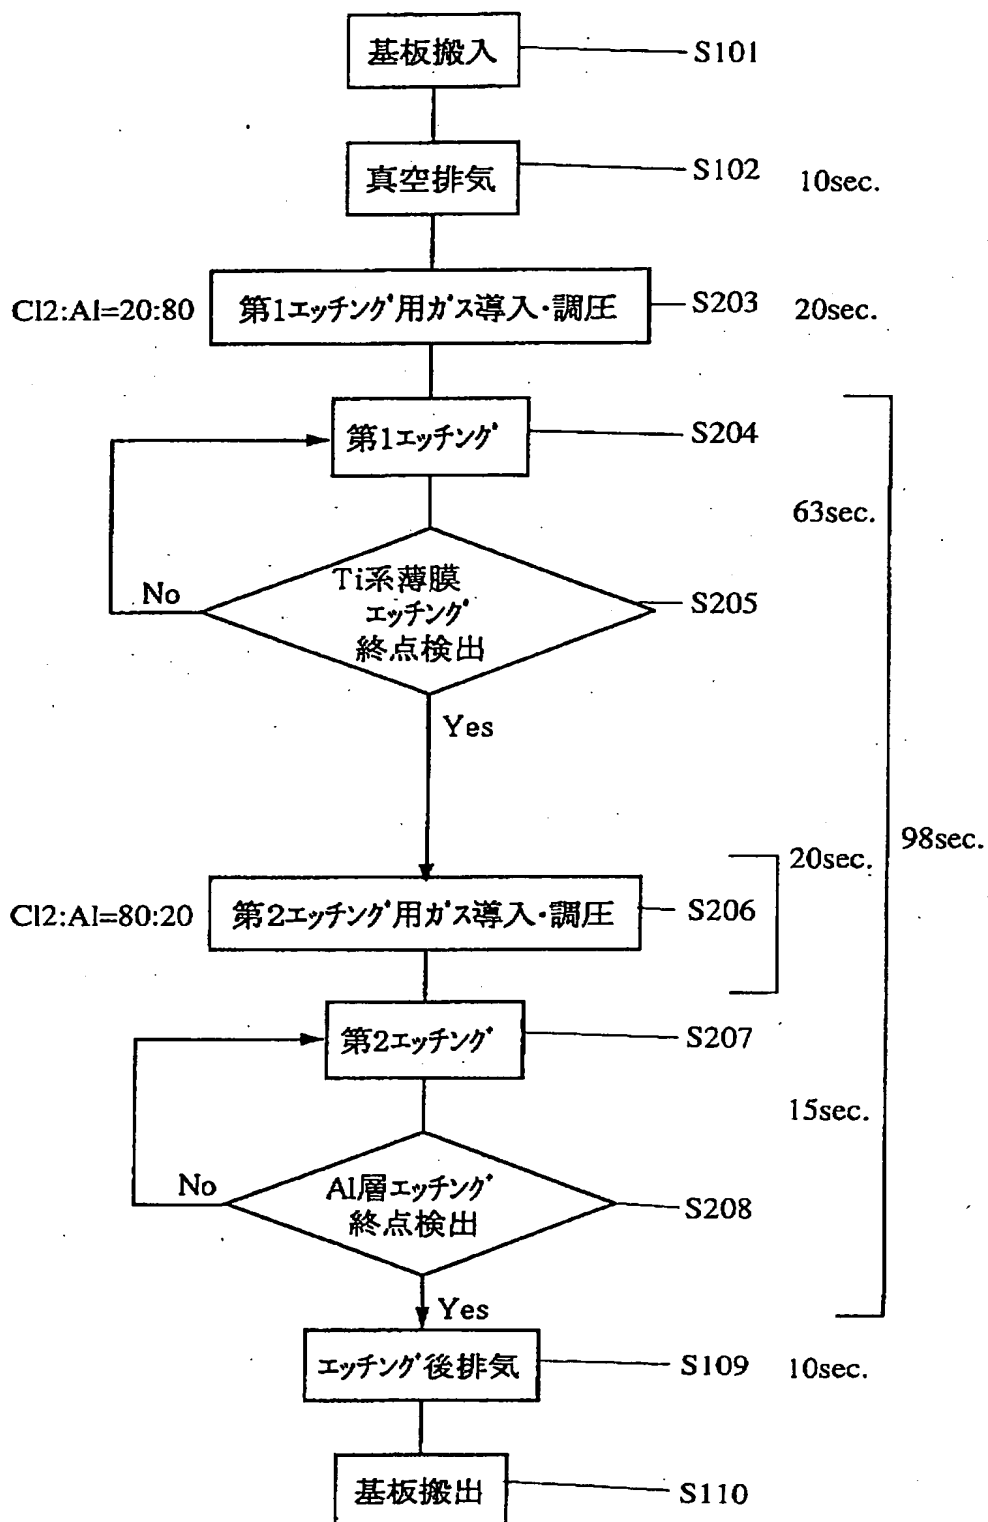 基板搬入
S101
真空排気
S102
10sec.
Cl2:Al=20:80
第1エッチング用ガス導入・調圧
S203
20sec.
第1エッチング
S204
63sec.
Ti系薄膜
エッチング
終点検出
S205
No
Yes
98sec.
20sec.
Cl2:Al=80:20
第2エッチング用ガス導入・調圧
S206
第2エッチング
S207
15sec.
Al層エッチング
終点検出
S208
No
Yes
エッチング後排気
S109
10sec.
基板搬出
S110